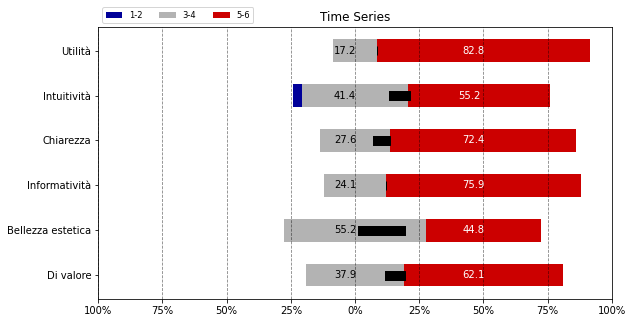 Time Series
1-2 3-4 5-6
Utilità 17.2 82.8
Intuitività 41.4 55.2
Chiarezza 27.6 72.4
Informatività 24.1 75.9
Bellezza estetica 55.2 44.8
Di valore 37.9 62.1
100% 75% 50% 25% 0% 25% 50% 75% 100%